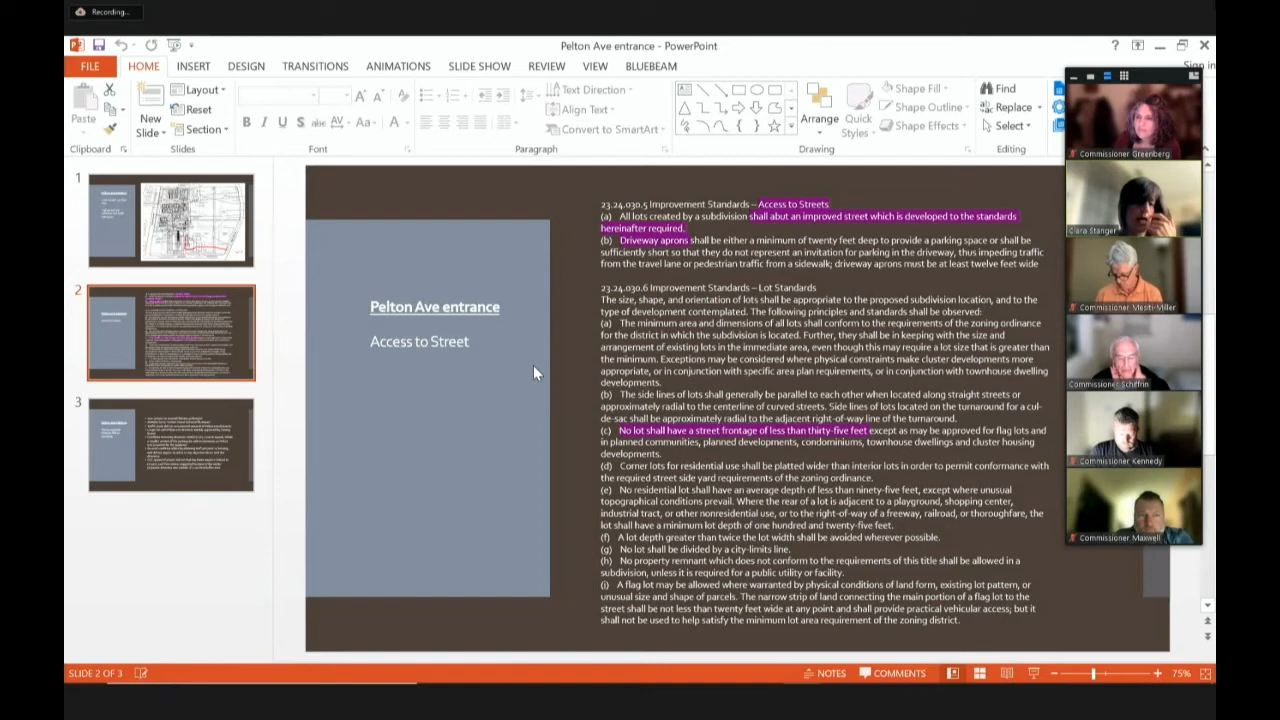 Recording...
Pelton Ave entrance - PowerPoint
Sign in
FILE
HOME
INSERT
DESIGN
TRANSITIONS
ANIMATIONS
SLIDE SHOW
REVIEW
VIEW
BLUEBEAM
Paste
New
Slide
Layout
Reset
Section
B I U S abc AV Aa A
Text Direction
Align Text
Convert to SmartArt
Arrange
Quick
Styles
Shape Fill
Shape Outline
Shape Effects
Find
Replace
Select
Clipboard
Slides
Font
Paragraph
Drawing
Editing
1
2
3
Pelton Ave entrance
Access to Street
23.24.030.5 Improvement Standards – Access to Streets
(a) All lots created by a subdivision shall abut an improved street which is developed to the standards
hereinafter required.
(b) Driveway aprons shall be either a minimum of twenty feet deep to provide a parking space or shall be
sufficiently short so that they do not represent an invitation for parking in the driveway, thus impeding traffic
from the travel lane or pedestrian traffic from a sidewalk; driveway aprons must be at least twelve feet wide
23.24.030.6 Improvement Standards – Lot Standards
The size, shape, and orientation of lots shall be appropriate to the proposed subdivision location, and to the
type of development contemplated. The following principles and standards shall be observed:
(a) The minimum area and dimensions of all lots shall conform to the requirements of the zoning ordinance
for the district in which the subdivision is located. Further, they shall be in keeping with the size and
arrangement of existing lots in the immediate area, even though this may require a lot size that is greater than
the minimum. Exceptions may be considered where physical constraints make cluster developments more
appropriate, or in conjunction with specific area plan requirements, or in conjunction with townhouse dwelling
developments.
(b) The side lines of lots shall generally be parallel to each other when located along straight streets or
approximately radial to the centerline of curved streets. Side lines of lots located on the turnaround for a cul-
de-sac shall be approximately radial to the adjacent right-of-way line of the turnaround.
(c) No lot shall have a street frontage of less than thirty-five feet except as may be approved for flag lots and
in planned communities, planned developments, condominiums, townhouse dwellings and cluster housing
developments.
(d) Corner lots for residential use shall be platted wider than interior lots in order to permit conformance with
the required street side yard requirements of the zoning ordinance.
(e) No residential lot shall have an average depth of less than ninety-five feet, except where unusual
topographical conditions prevail. Where the rear of a lot is adjacent to a playground, shopping center,
industrial tract, or other nonresidential use, or to the right-of-way of a freeway, railroad, or thoroughfare, the
lot shall have a minimum lot depth of one hundred and twenty-five feet.
(f) A lot depth greater than twice the lot width shall be avoided wherever possible.
(g) No lot shall be divided by a city-limits line.
(h) No property remnant which does not conform to the requirements of this title shall be allowed in a
subdivision, unless it is required for a public utility or facility.
(i) A flag lot may be allowed where warranted by physical conditions of land form, existing lot pattern, or
unusual size and shape of parcels. The narrow strip of land connecting the main portion of a flag lot to the
street shall be not less than twenty feet wide at any point and shall provide practical vehicular access; but it
shall not be used to help satisfy the minimum lot area requirement of the zoning district.
Commissioner Greenberg
Clara Stanger
Commissioner Mesiti-Miller
Commissioner Schiffrin
Commissioner Kennedy
Commissioner Maxwell
SLIDE 2 OF 3
NOTES
COMMENTS
75%